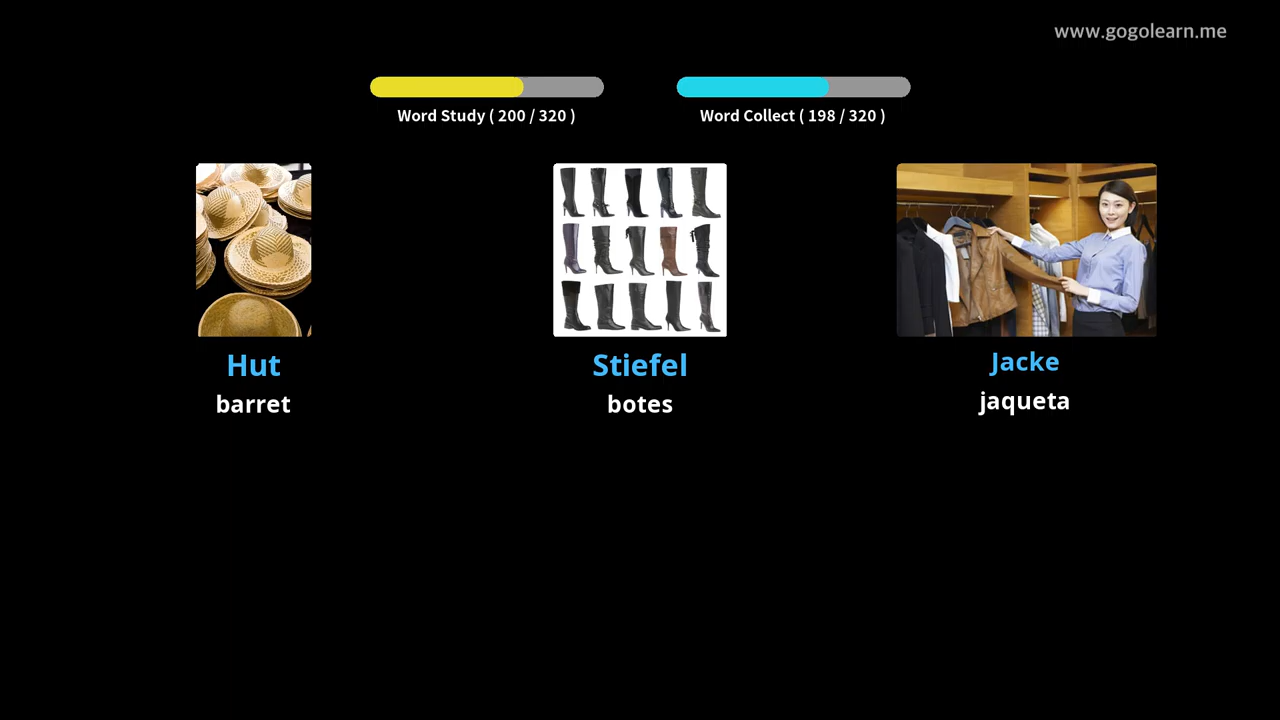 www.gogolearn.me
Word Study ( 200 / 320 )
Word Collect ( 198 / 320 )
Hut
barret
Stiefel
botes
Jacke
jaqueta